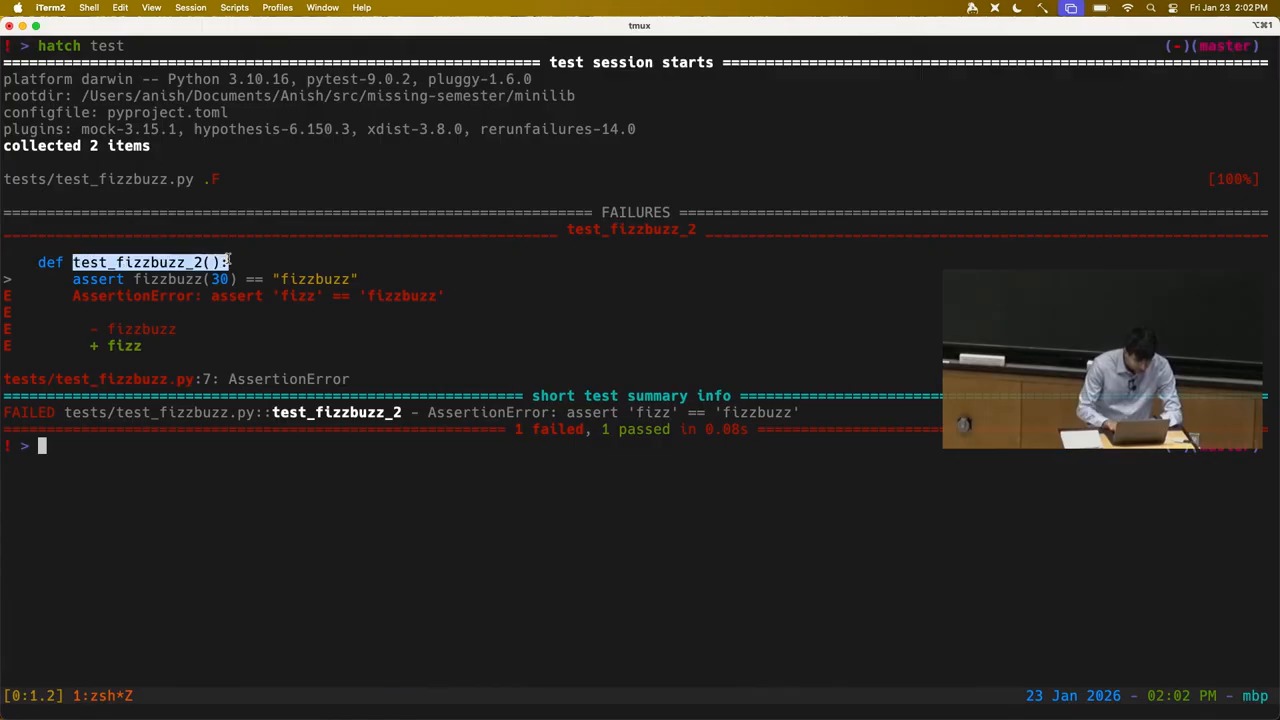 iTerm2 Shell Edit View Session Scripts Profiles Window Help Fri Jan 23 2:02 PM
tmux ⌥⌘1
! > hatch test (-)(master)
============================================================== test session starts ===============================================================
platform darwin -- Python 3.10.16, pytest-9.0.2, pluggy-1.6.0
rootdir: /Users/anish/Documents/Anish/src/missing-semester/minilib
configfile: pyproject.toml
plugins: mock-3.15.1, hypothesis-6.150.3, xdist-3.8.0, rerunfailures-14.0
collected 2 items
tests/test_fizzbuzz.py .F [100%]
==================================================================== FAILURES ====================================================================
________________________________________________________________ test_fizzbuzz_2 _________________________________________________________________
def test_fizzbuzz_2():
> assert fizzbuzz(30) == "fizzbuzz"
E AssertionError: assert 'fizz' == 'fizzbuzz'
E
E - fizzbuzz
E + fizz
tests/test_fizzbuzz.py:7: AssertionError
============================================================ short test summary info =============================================================
FAILED tests/test_fizzbuzz.py::test_fizzbuzz_2 - AssertionError: assert 'fizz' == 'fizzbuzz'
========================================================== 1 failed, 1 passed in 0.08s ===========================================================
! >
[0:1.2] 1:zsh*Z 23 Jan 2026 - 02:02 PM - mbp